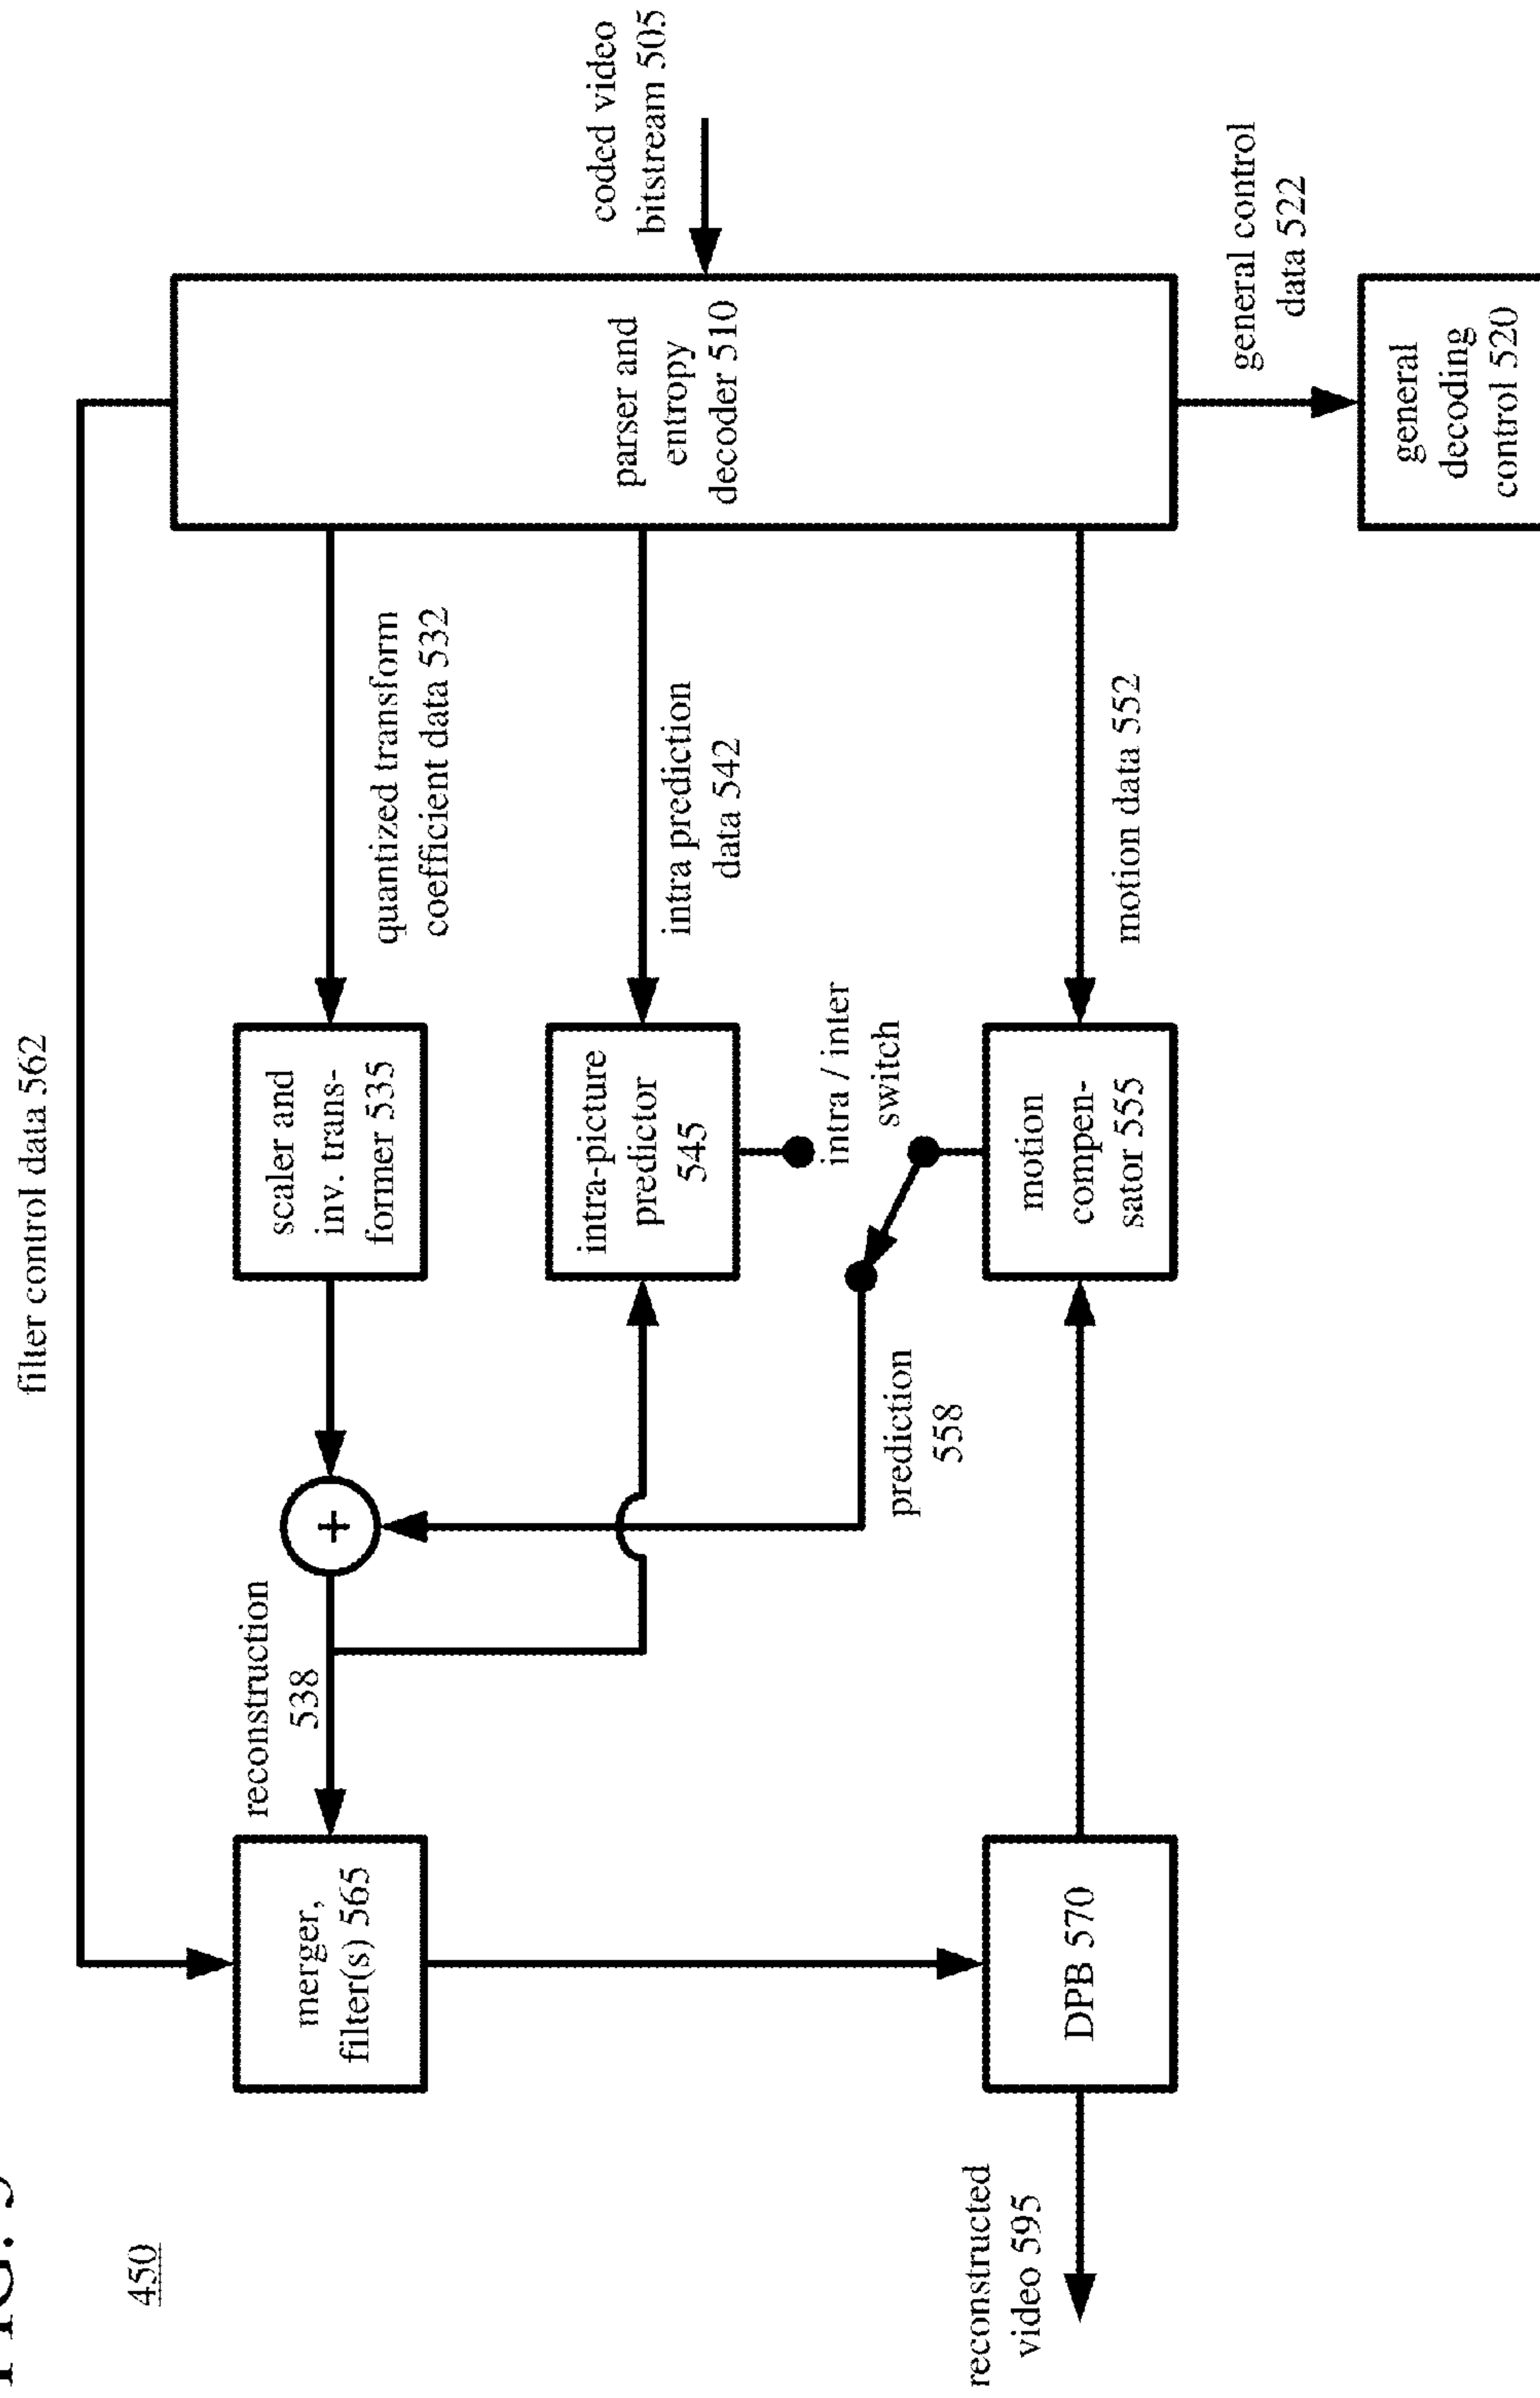 FIG. 5
450
filter control data 562
merger,
filter(s) 565
reconstruction
538
+
scaler and
inv. trans-
former 535
quantized transform
coefficient data 532
intra-picture
predictor
545
intra prediction
data 542
parser and
entropy
decoder 510
coded video
bitstream 505
intra / inter
switch
prediction
558
reconstructed
video 595
DPB 570
motion
compen-
sator 555
motion data 552
general control
data 522
general
decoding
control 520